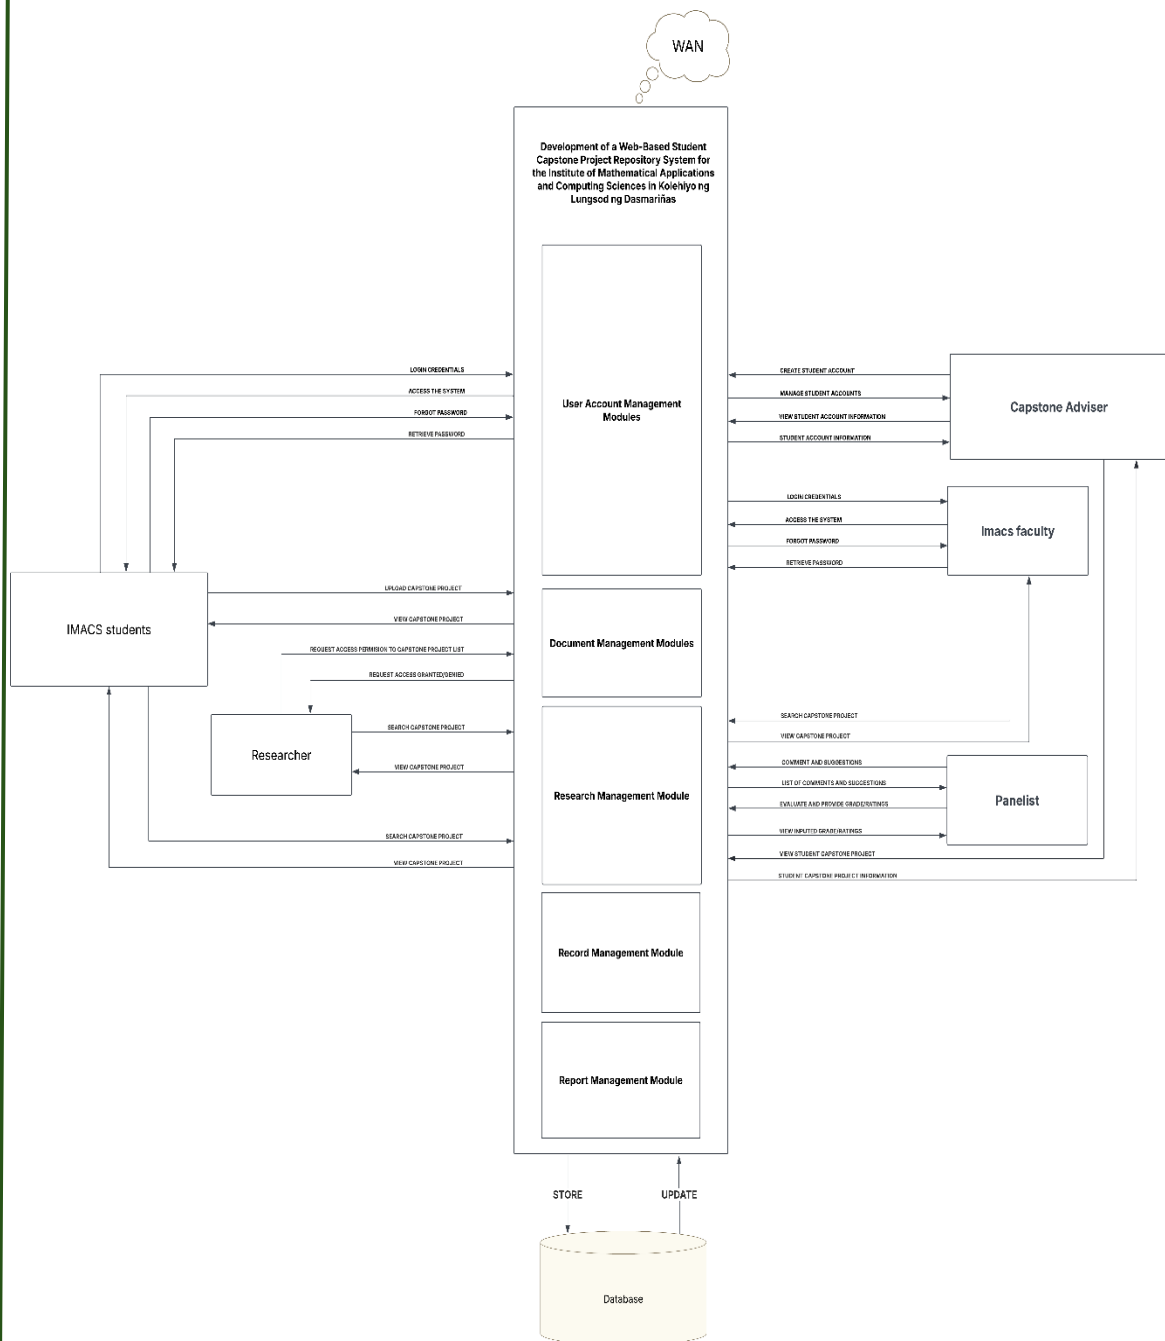 WAN
Development of a Web-Based Student
Capstone Project Repository System for
the Institute of Mathematical Applications
and Computing Sciences in Kolehiyo ng
Lungsod ng Dasmariñas
User Account Management
Modules
Document Management Modules
Research Management Module
Record Management Module
Report Management Module
LOGIN CREDENTIALS
ACCESS THE SYSTEM
FORGOT PASSWORD
RETRIEVE PASSWORD
IMACS students
UPLOAD CAPSTONE PROJECT
VIEW CAPSTONE PROJECT
REQUEST ACCESS PERMISION TO CAPSTONE PROJECT LIST
REQUEST ACCESS GRANTED/DENIED
Researcher
SEARCH CAPSTONE PROJECT
VIEW CAPSTONE PROJECT
SEARCH CAPSTONE PROJECT
VIEW CAPSTONE PROJECT
CREATE STUDENT ACCOUNT
MANAGE STUDENT ACCOUNTS
VIEW STUDENT ACCOUNT INFORMATION
STUDENT ACCOUNT INFORMATION
Capstone Adviser
LOGIN CREDENTIALS
ACCESS THE SYSTEM
FORGOT PASSWORD
RETRIEVE PASSWORD
Imacs faculty
SEARCH CAPSTONE PROJECT
VIEW CAPSTONE PROJECT
COMMENT AND SUGGESTIONS
LIST OF COMMENTS AND SUGGESTIONS
EVALUATE AND PROVIDE GRADE/RATINGS
VIEW INPUTED GRADE/RATINGS
Panelist
VIEW STUDENT CAPSTONE PROJECT
STUDENT CAPSTONE PROJECT INFORMATION
STORE
UPDATE
Database